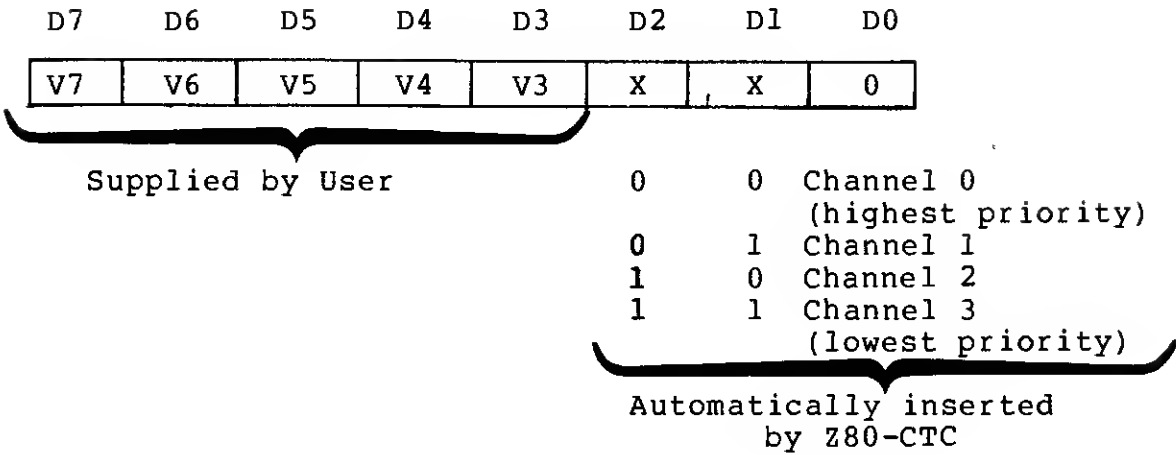 D7 D6 D5 D4 D3 D2 D1 D0
V7 V6 V5 V4 V3 X X 0
Supplied by User
0 0 Channel 0
(highest priority)
0 1 Channel 1
1 0 Channel 2
1 1 Channel 3
(lowest priority)
Automatically inserted
by Z80-CTC